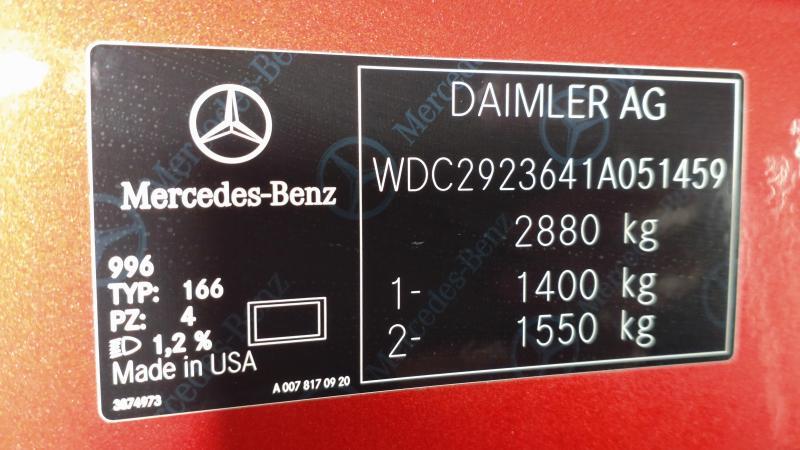 Mercedes-Benz
996
TYP: 166
PZ: 4
1,2 %
Made in USA
3874973
A 007 817 09 20
DAIMLER AG
WDC2923641A051459
2880 kg
1- 1400 kg
2- 1550 kg